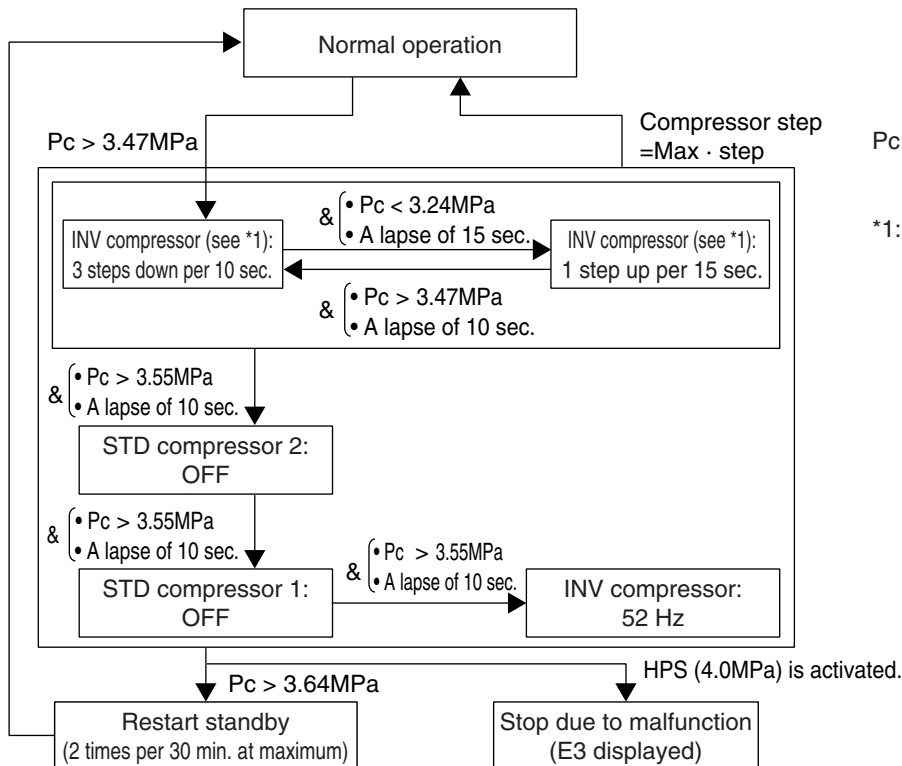 Normal operation
Pc > 3.47MPa
Compressor step
=Max · step
Pc
*1:
& • Pc < 3.24MPa
• A lapse of 15 sec.
INV compressor (see *1):
3 steps down per 10 sec.
INV compressor (see *1):
1 step up per 15 sec.
& • Pc > 3.47MPa
• A lapse of 10 sec.
& • Pc > 3.55MPa
• A lapse of 10 sec.
STD compressor 2:
OFF
& • Pc > 3.55MPa
• A lapse of 10 sec.
& • Pc > 3.55MPa
• A lapse of 10 sec.
STD compressor 1:
OFF
INV compressor:
52 Hz
Pc > 3.64MPa
HPS (4.0MPa) is activated.
Restart standby
(2 times per 30 min. at maximum)
Stop due to malfunction
(E3 displayed)